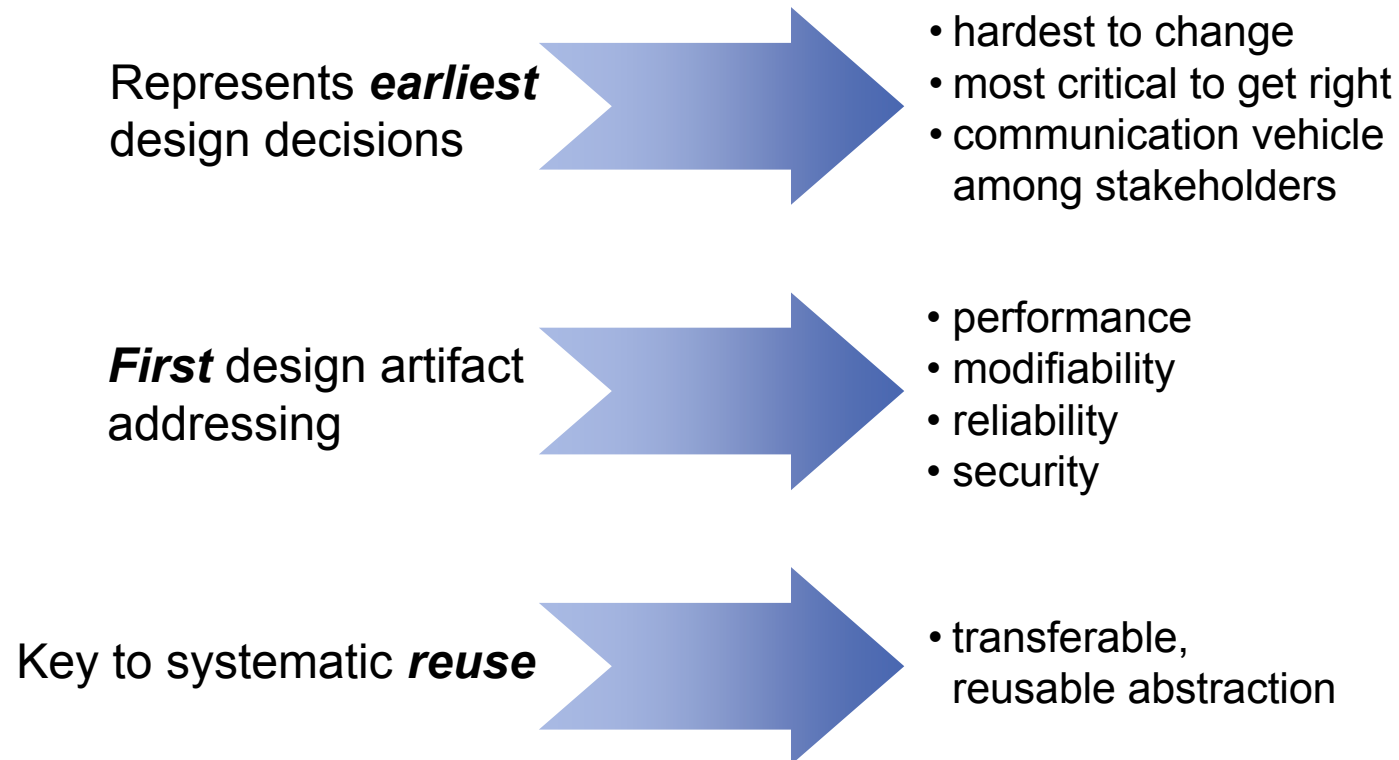 Represents earliest
design decisions
• hardest to change
• most critical to get right
• communication vehicle
among stakeholders
First design artifact
addressing
• performance
• modifiability
• reliability
• security
Key to systematic reuse
• transferable,
reusable abstraction